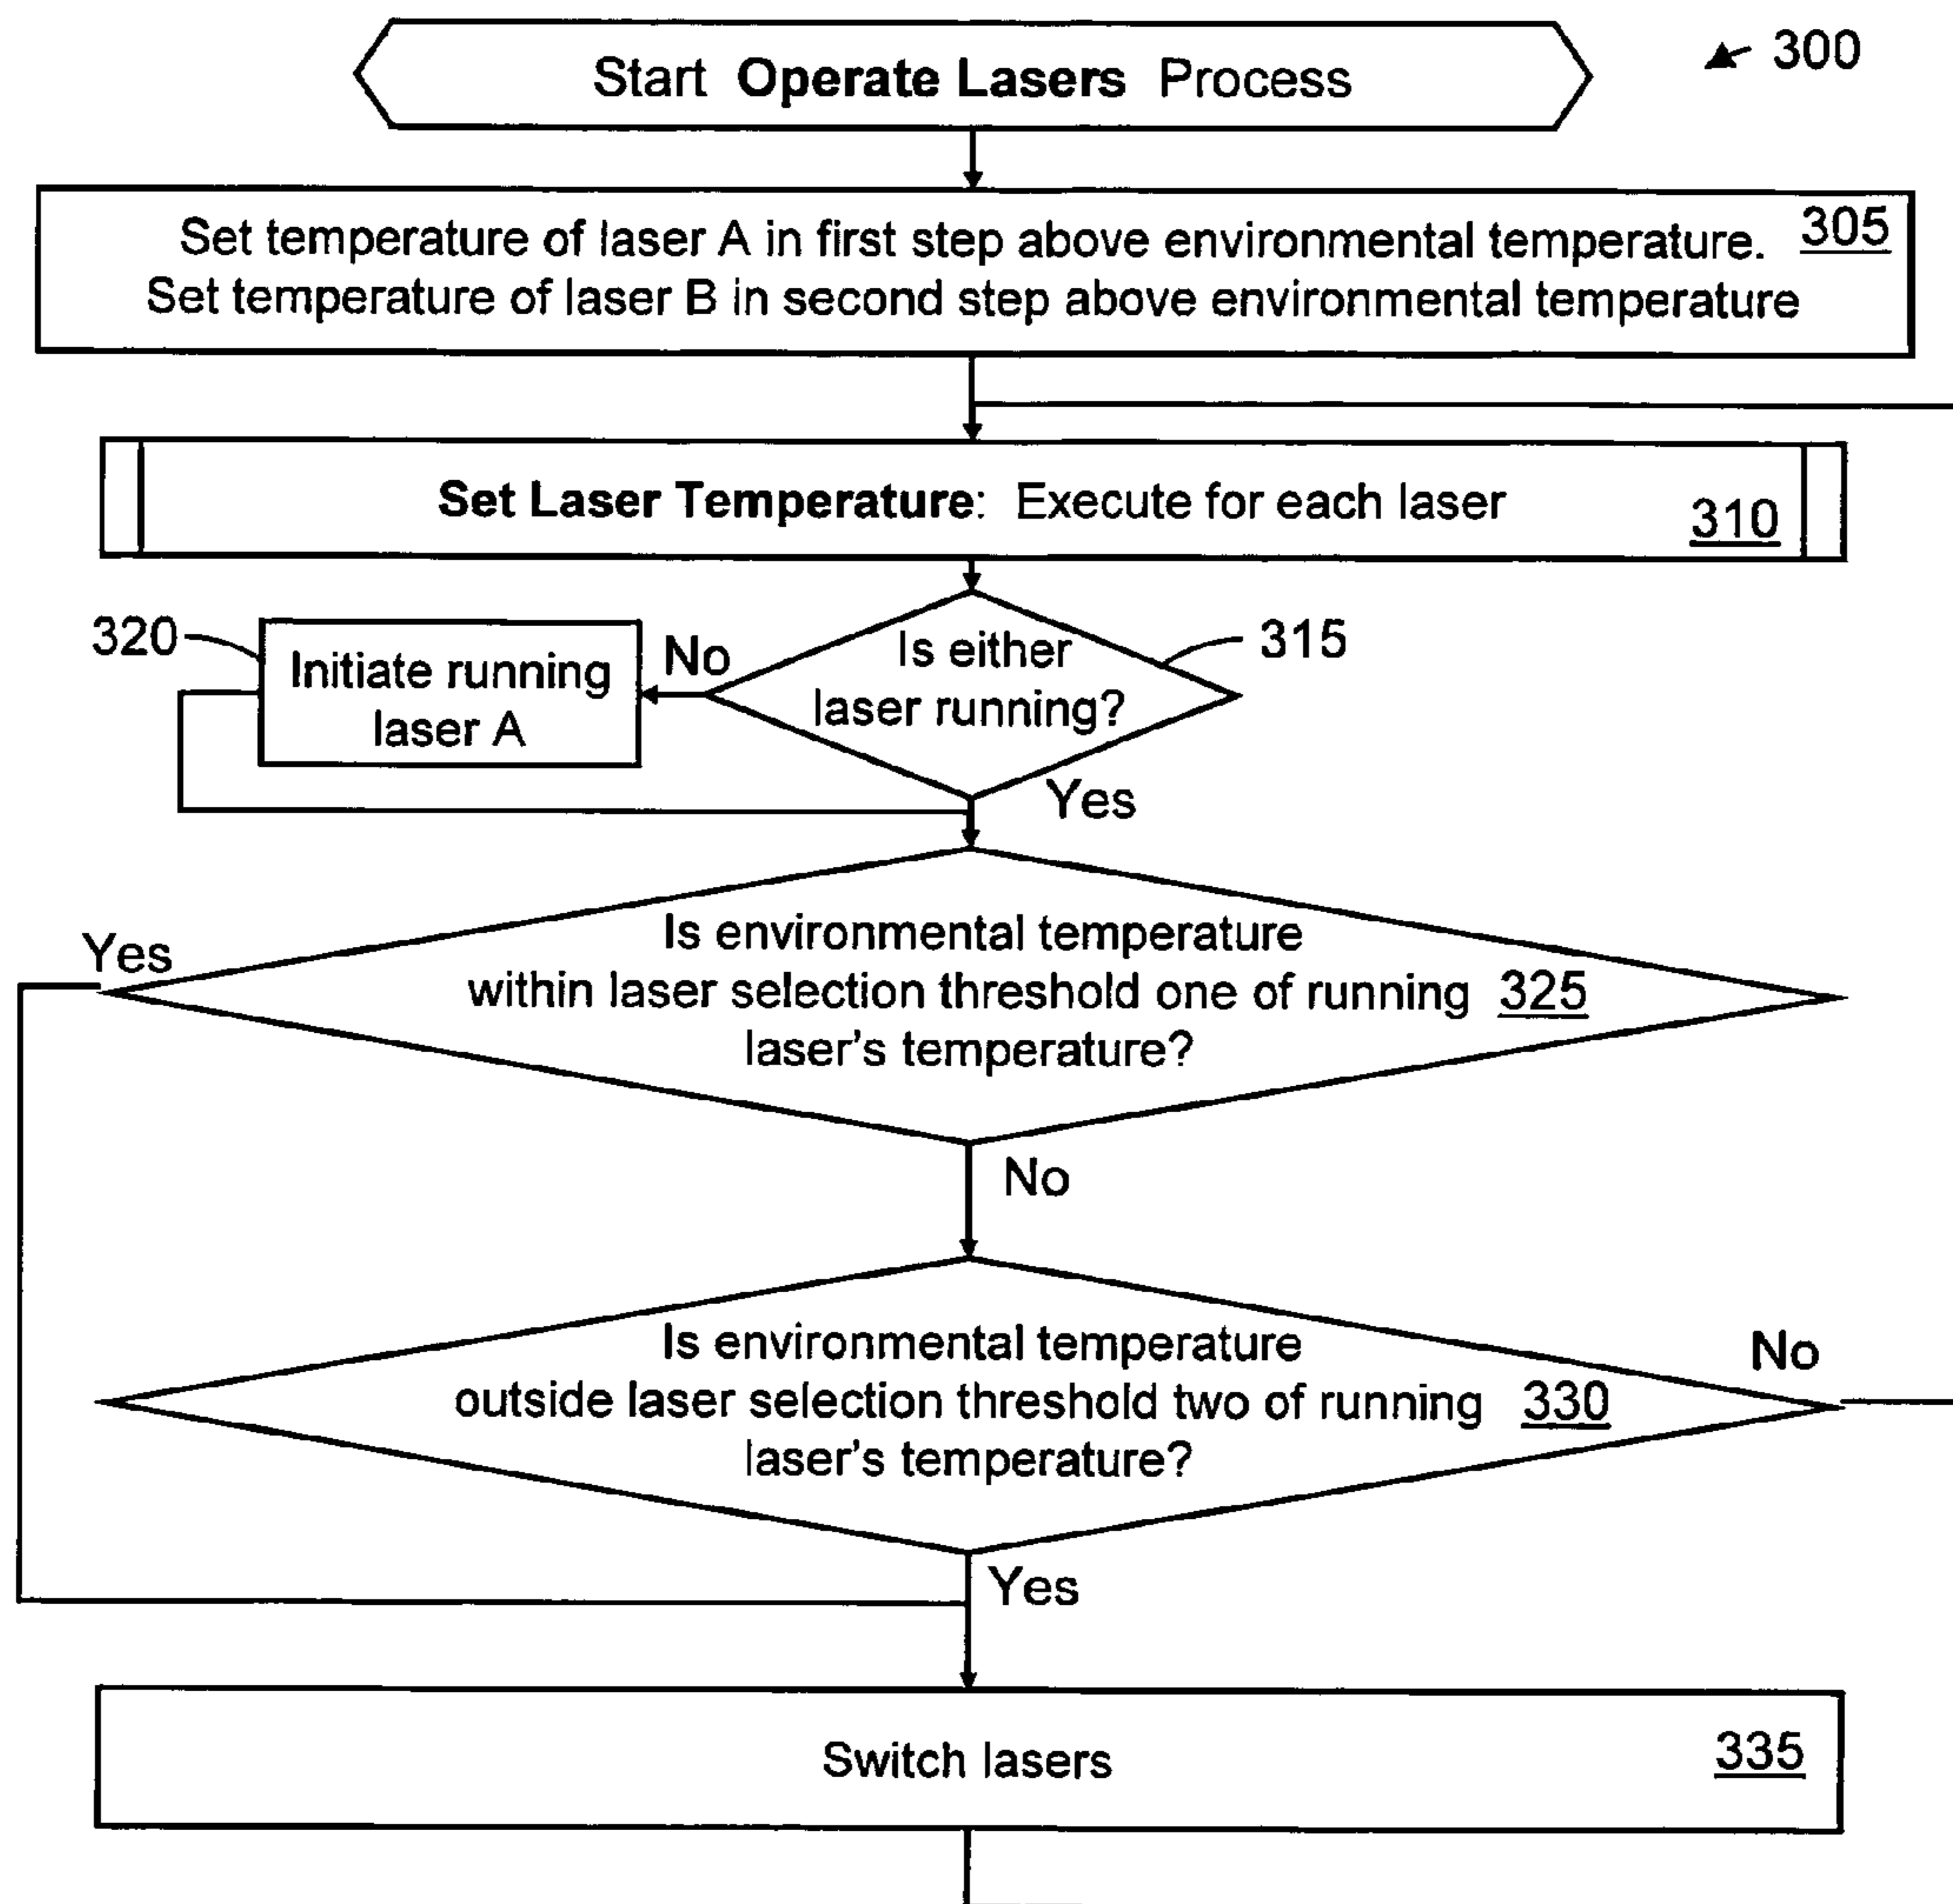 Start Operate Lasers Process
300
Set temperature of laser A in first step above environmental temperature. 305
Set temperature of laser B in second step above environmental temperature
Set Laser Temperature: Execute for each laser
310
320
Initiate running
laser A
No
Is either
laser running?
315
Yes
Is environmental temperature
within laser selection threshold one of running 325
laser's temperature?
Yes
No
Is environmental temperature
outside laser selection threshold two of running 330
laser's temperature?
No
Yes
Switch lasers
335